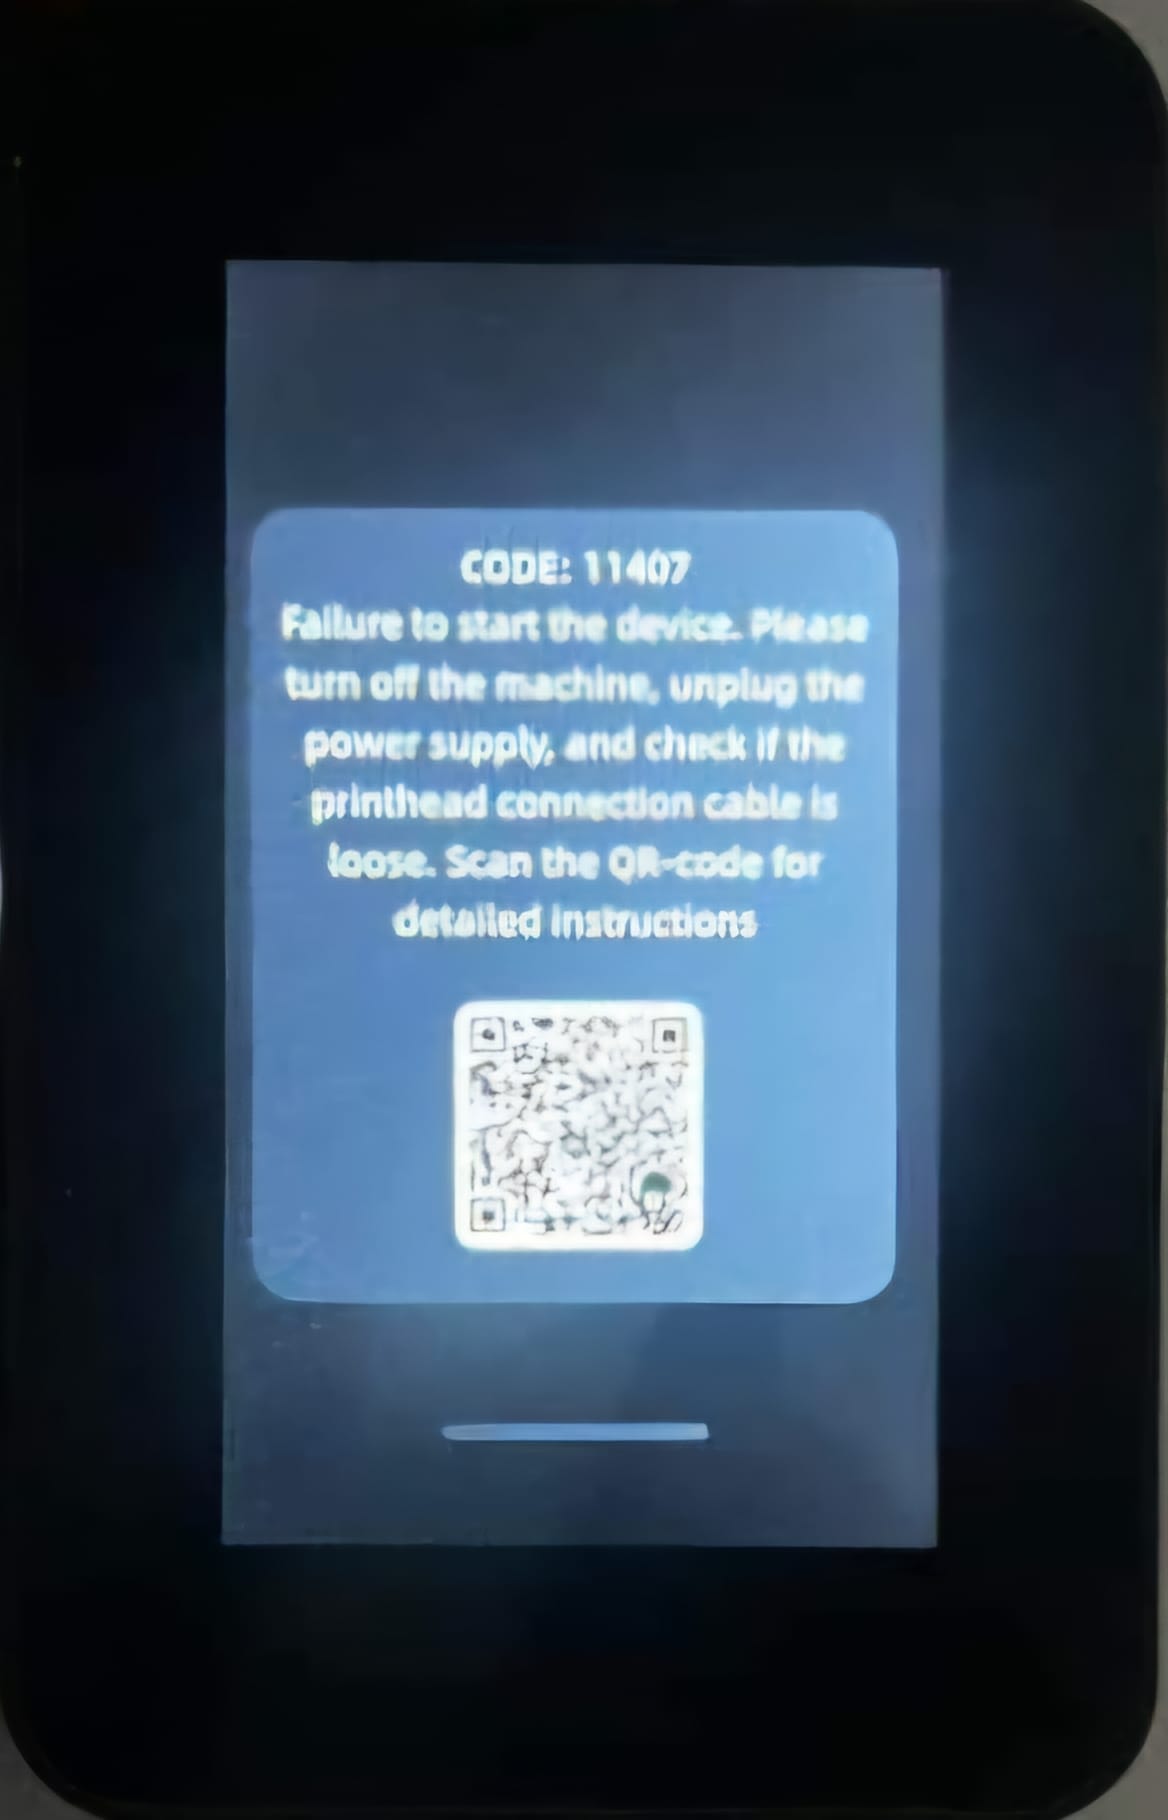 CODE: 11407
Failure to start the device. Please
turn off the machine, unplug the
power supply, and check if the
printhead connection cable is
loose. Scan the QR-code for
detailed instructions